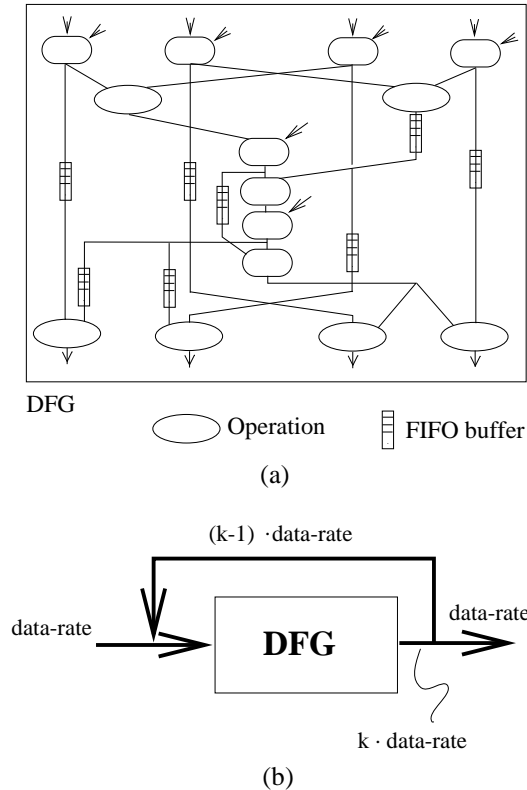 DFG
Operation
FIFO buffer
(a)
(k-1) ·data-rate
data-rate
data-rate
DFG
k · data-rate
(b)